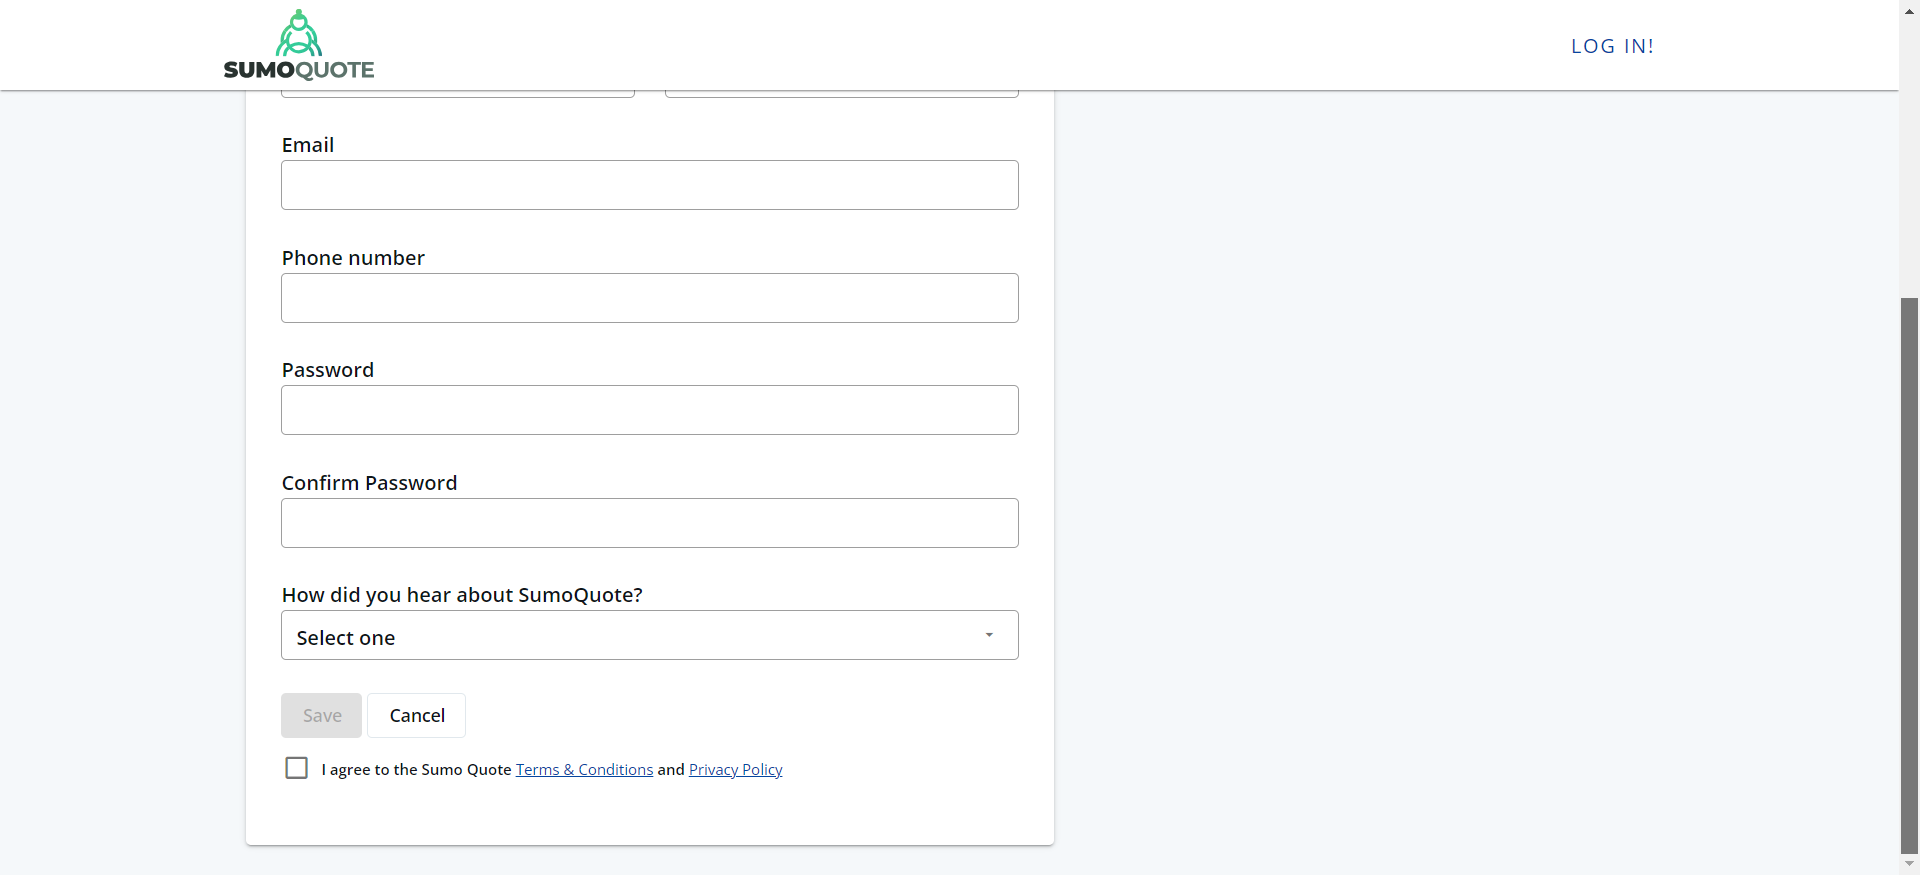 SUMOQUOTE
LOG IN!
Email
Phone number
Password
Confirm Password
How did you hear about SumoQuote?
Select one
Save Cancel
I agree to the Sumo Quote Terms & Conditions and Privacy Policy